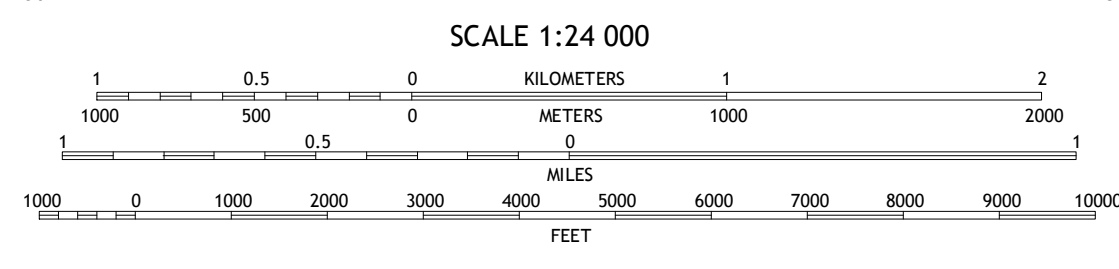 SCALE 1:24 000
1 0.5 0 KILOMETERS 1 2
1000 500 0 METERS 1000 2000
1 0.5 0 1
MILES
1000 0 1000 2000 3000 4000 5000 6000 7000 8000 9000 10000
FEET